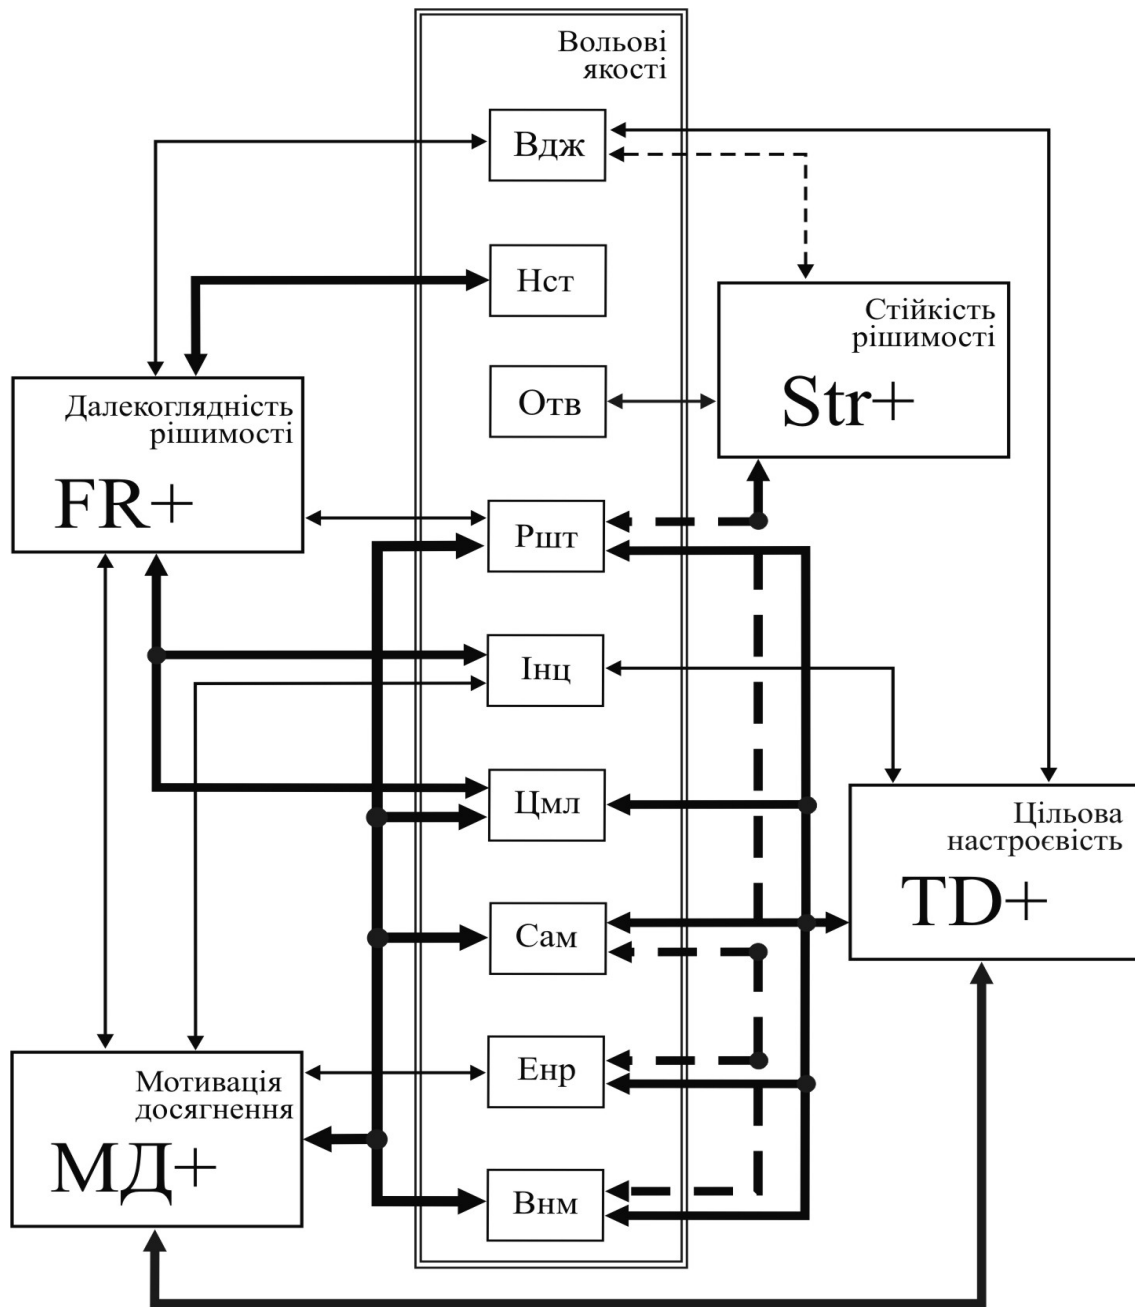 Вольові
якості
Вдж
Нст
Стійкість
рішимості
Str+
Отв
Далекоглядність
рішимості
FR+
Ршт
Інц
Цмл
Цільова
настроєвість
TD+
Сам
Енр
Мотивація
досягнення
МД+
Внм